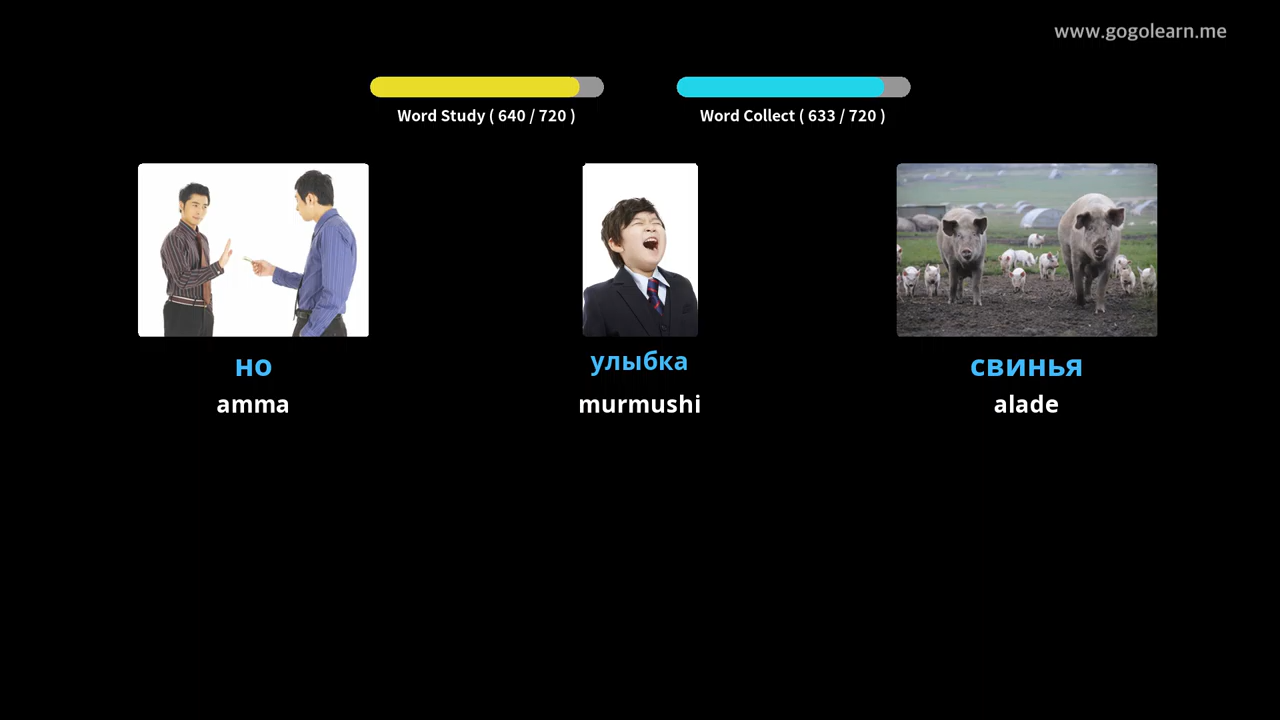 www.gogolearn.me
Word Study ( 640 / 720 )
Word Collect ( 633 / 720 )
но
amma
улыбка
murmushi
свинья
alade